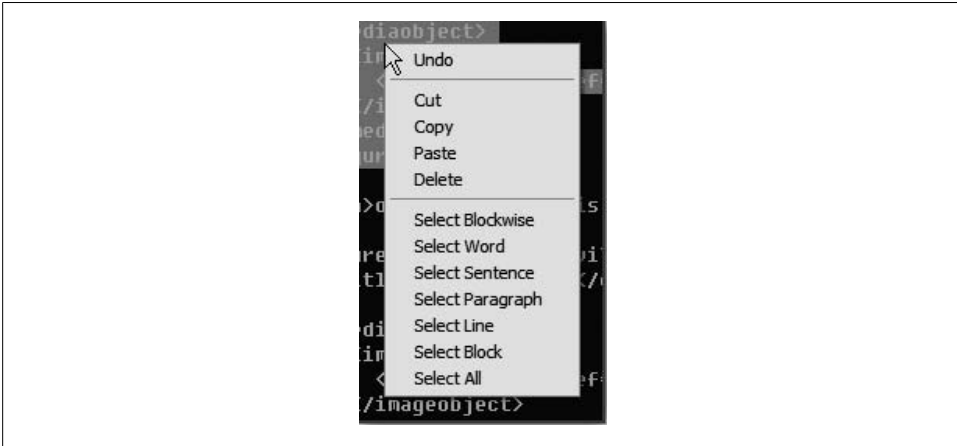 diaobject>
Undo
Cut
Copy
Paste
Delete
Select Blockwise
Select Word
Select Sentence
Select Paragraph
Select Line
Select Block
Select All
/imageobject>